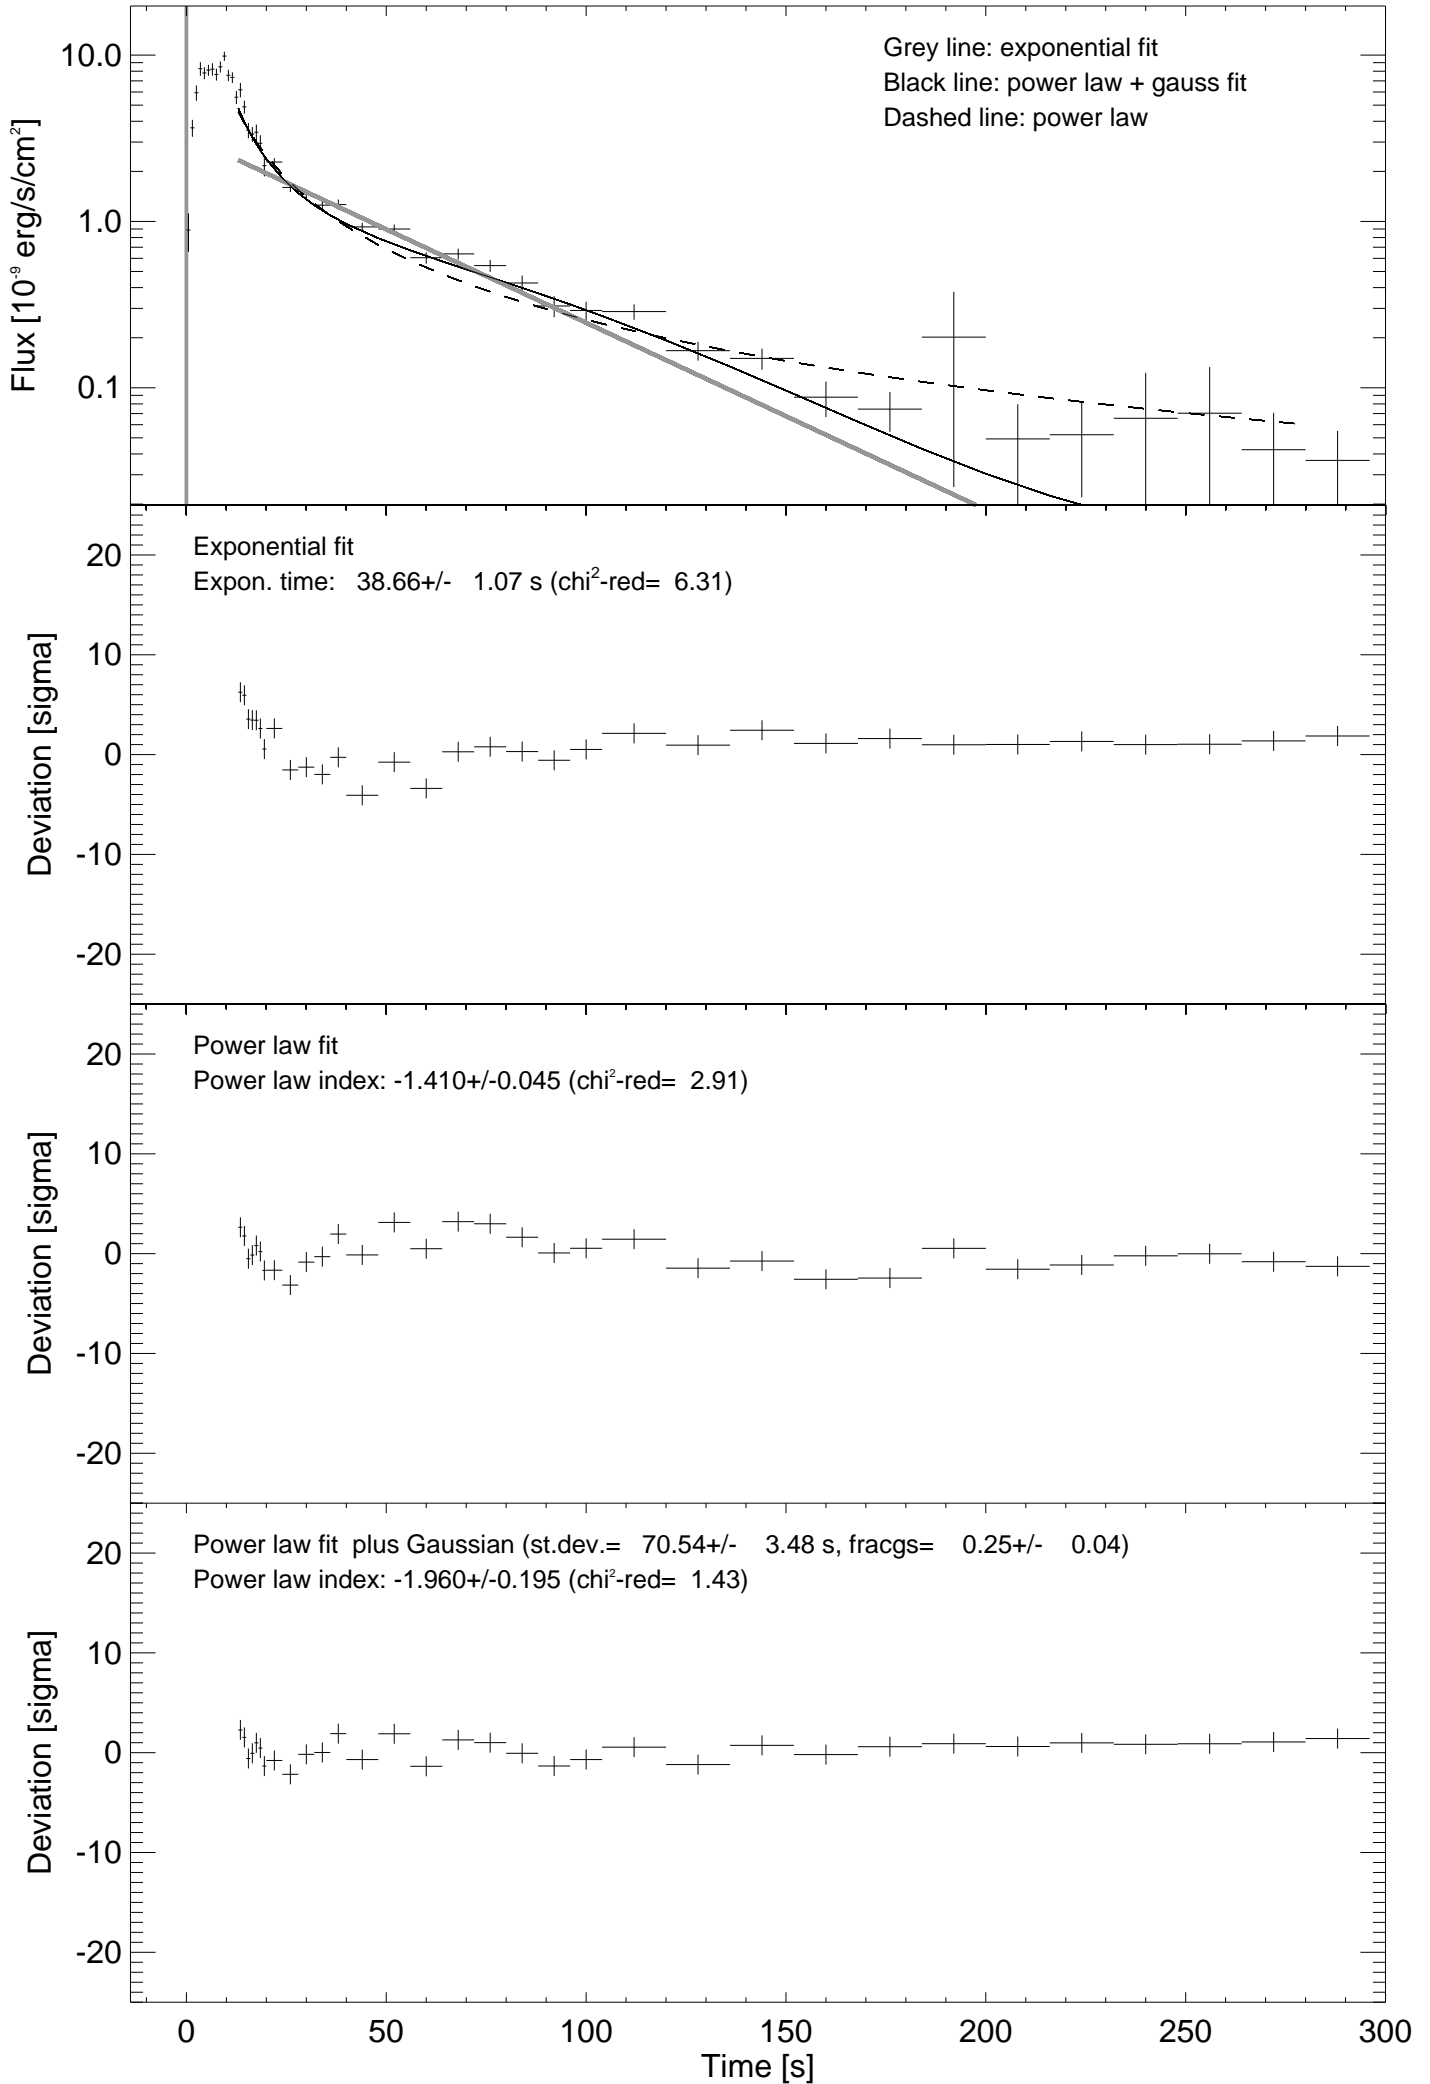 Grey line: exponential fit
Black line: power law + gauss fit
Dashed line: power law
Flux [10⁻⁹ erg/s/cm²]
10.0
1.0
0.1
Exponential fit
Expon. time: 38.66+/- 1.07 s (chi²-red= 6.31)
Deviation [sigma]
20
10
0
-10
-20
Power law fit
Power law index: -1.410+/-0.045 (chi²-red= 2.91)
Deviation [sigma]
20
10
0
-10
-20
Power law fit plus Gaussian (st.dev.= 70.54+/- 3.48 s, fracgs= 0.25+/- 0.04)
Power law index: -1.960+/-0.195 (chi²-red= 1.43)
Deviation [sigma]
20
10
0
-10
-20
0 50 100 150 200 250 300
Time [s]